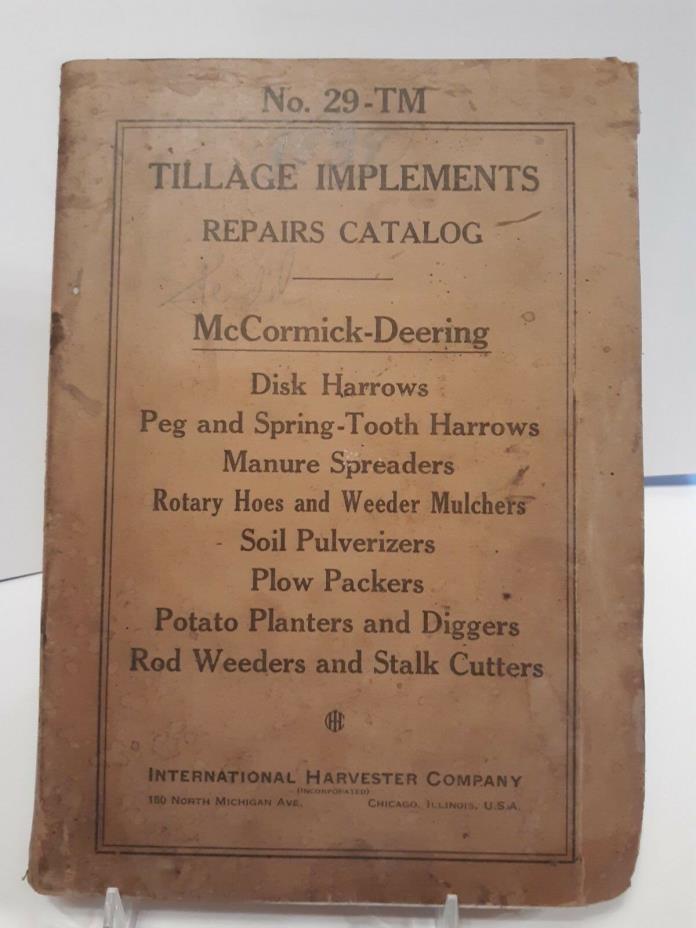 No. 29-TM
TILLAGE IMPLEMENTS
REPAIRS CATALOG
McCormick-Deering
Disk Harrows
Peg and Spring-Tooth Harrows
Manure Spreaders
Rotary Hoes and Weeder Mulchers
Soil Pulverizers
Plow Packers
Potato Planters and Diggers
Rod Weeders and Stalk Cutters
IHC
INTERNATIONAL HARVESTER COMPANY
(INCORPORATED)
180 NORTH MICHIGAN AVE. CHICAGO, ILLINOIS, U.S.A.